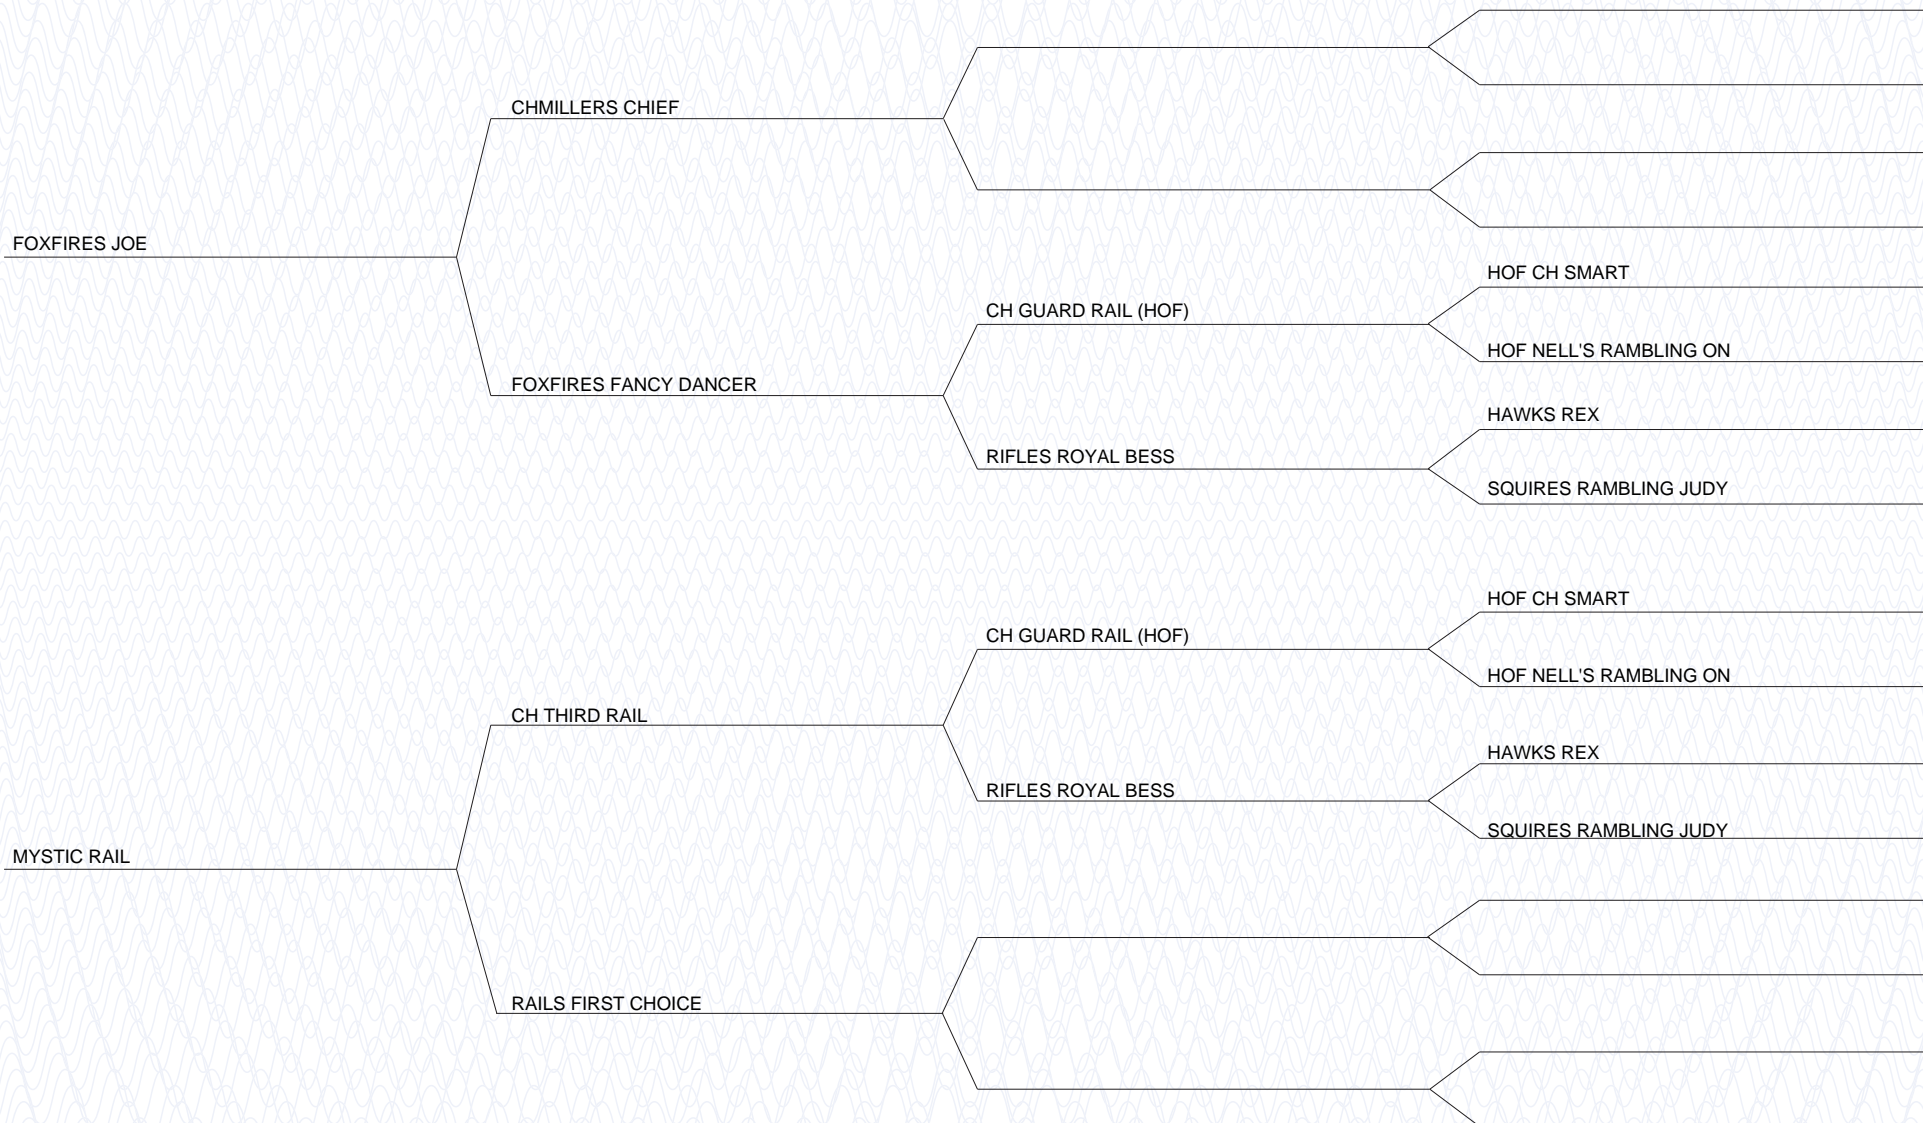 CHMILLERS CHIEF
FOXFIRES JOE
HOF CH SMART
CH GUARD RAIL (HOF)
HOF NELL'S RAMBLING ON
FOXFIRES FANCY DANCER
HAWKS REX
RIFLES ROYAL BESS
SQUIRES RAMBLING JUDY
HOF CH SMART
CH GUARD RAIL (HOF)
HOF NELL'S RAMBLING ON
CH THIRD RAIL
HAWKS REX
RIFLES ROYAL BESS
SQUIRES RAMBLING JUDY
MYSTIC RAIL
RAILS FIRST CHOICE